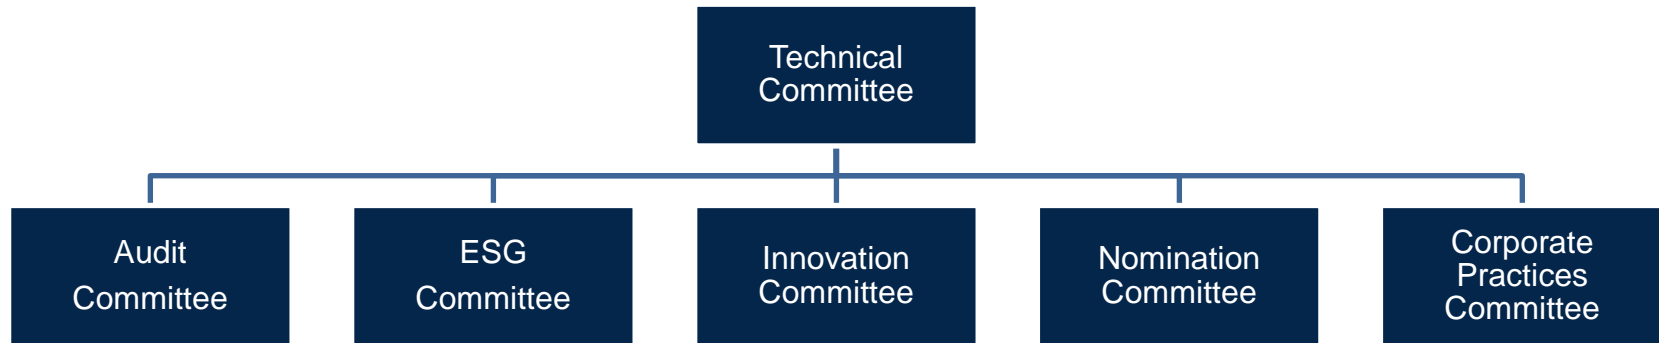 Technical
Committee
Audit
Committee
ESG
Committee
Innovation
Committee
Nomination
Committee
Corporate
Practices
Committee